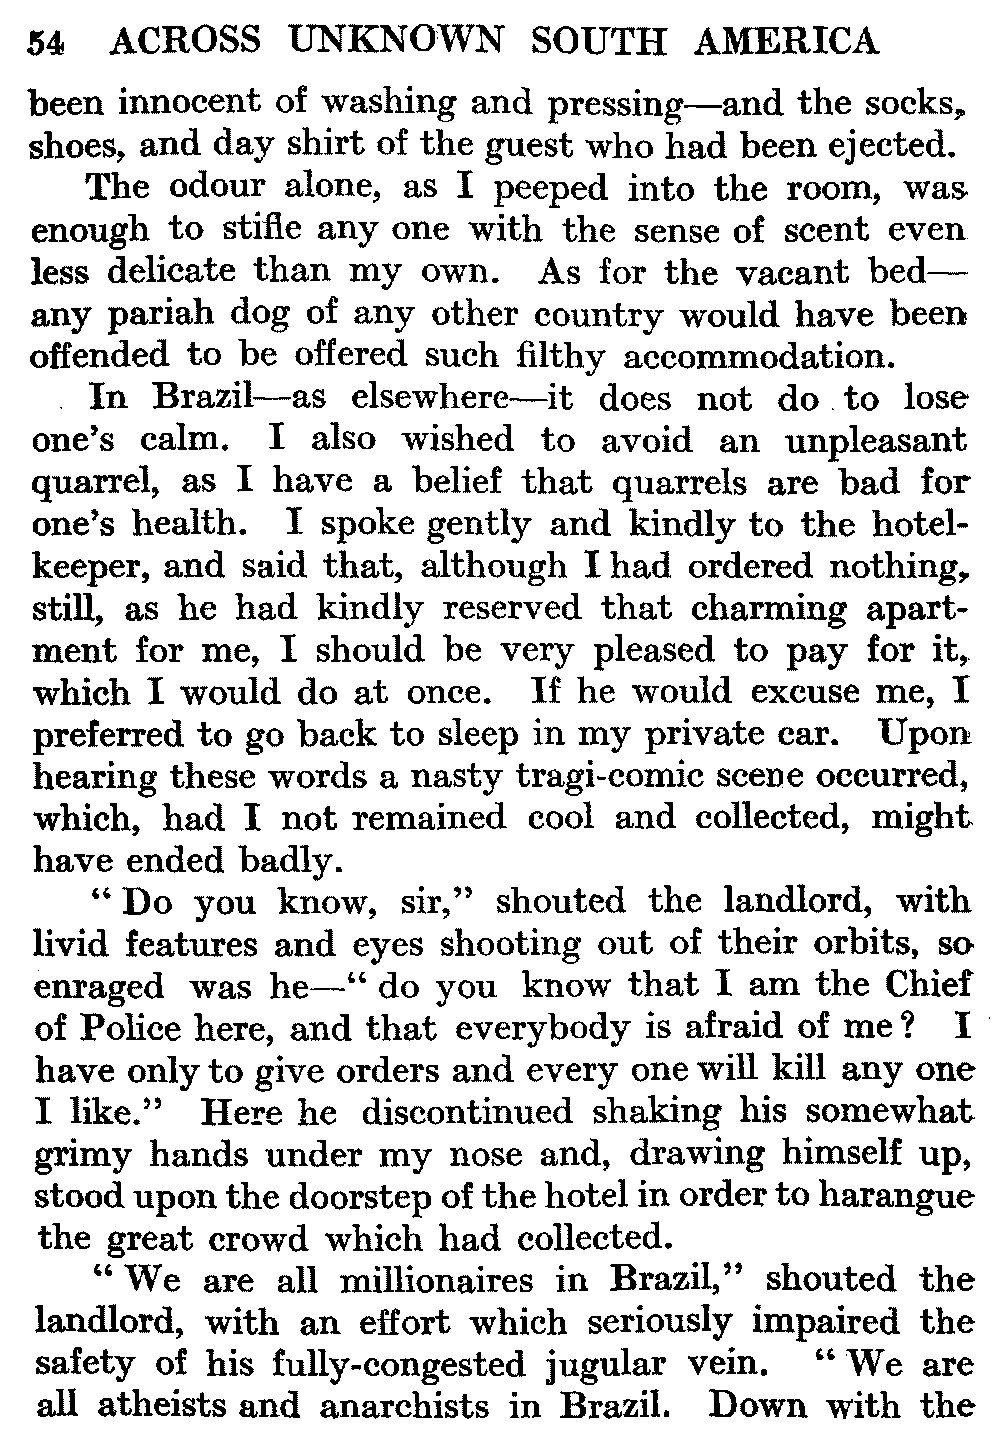 54 ACROSS UNKNOWN SOUTH AMERICA
been innocent of washing and pressing—and the socks,
shoes, and day shirt of the guest who had been ejected.
The odour alone, as I peeped into the room, was
enough to stifle any one with the sense of scent even
less delicate than my own. As for the vacant bed—
any pariah dog of any other country would have been
offended to be offered such filthy accommodation.
In Brazil—as elsewhere—it does not do to lose
one's calm. I also wished to avoid an unpleasant
quarrel, as I have a belief that quarrels are bad for
one's health. I spoke gently and kindly to the hotel-
keeper, and said that, although I had ordered nothing,
still, as he had kindly reserved that charming apart-
ment for me, I should be very pleased to pay for it,
which I would do at once. If he would excuse me, I
preferred to go back to sleep in my private car. Upon
hearing these words a nasty tragi-comic scene occurred,
which, had I not remained cool and collected, might
have ended badly.
“Do you know, sir,” shouted the landlord, with
livid features and eyes shooting out of their orbits, so
enraged was he—“do you know that I am the Chief
of Police here, and that everybody is afraid of me? I
have only to give orders and every one will kill any one
I like.” Here he discontinued shaking his somewhat
grimy hands under my nose and, drawing himself up,
stood upon the doorstep of the hotel in order to harangue
the great crowd which had collected.
“We are all millionaires in Brazil,” shouted the
landlord, with an effort which seriously impaired the
safety of his fully-congested jugular vein. “We are
all atheists and anarchists in Brazil. Down with the